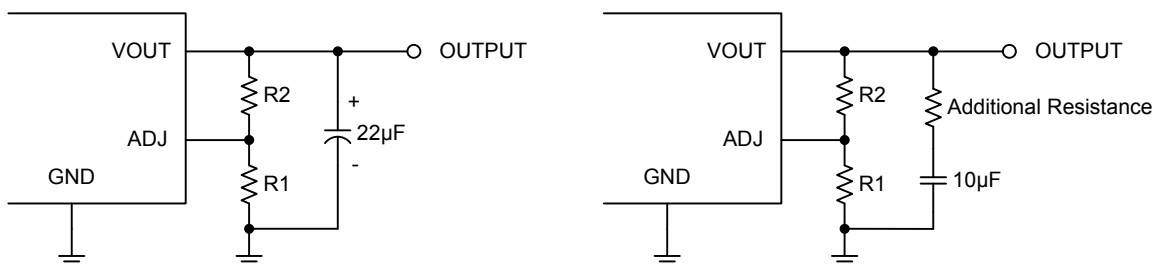 VOUT
OUTPUT
R2
+
22µF
ADJ
-
GND
R1
VOUT
OUTPUT
R2
Additional Resistance
ADJ
GND
R1
10µF